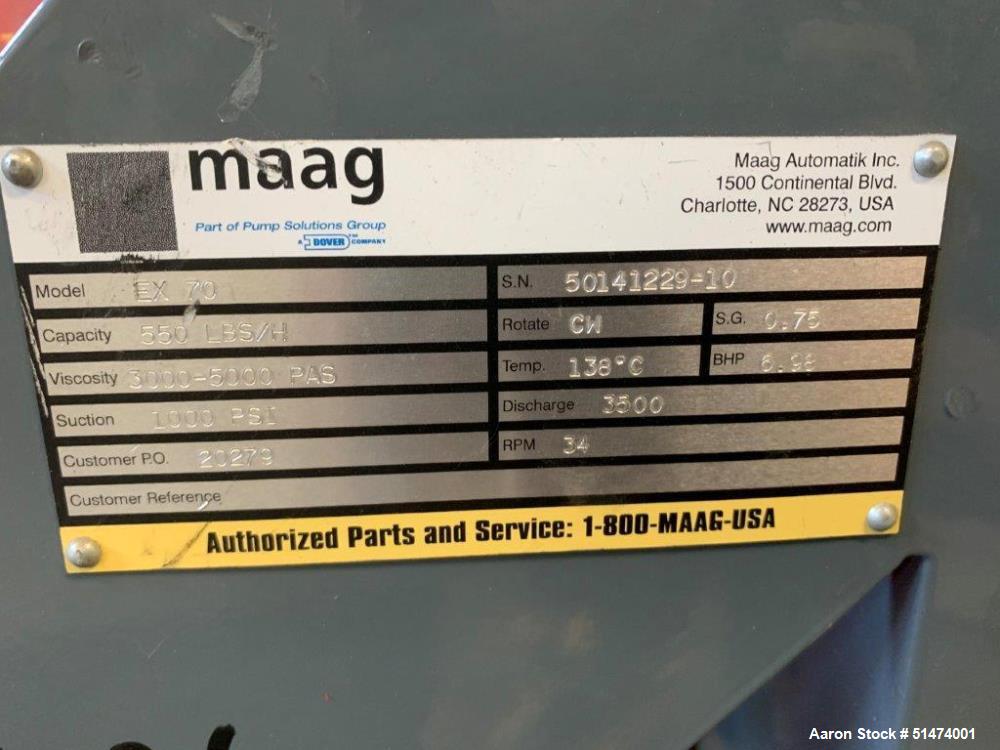 maag
Part of Pump Solutions Group
A DOVER COMPANY
TM
Maag Automatik Inc.
1500 Continental Blvd.
Charlotte, NC 28273, USA
www.maag.com
Model EX 70
S.N. 50141229-10
Capacity 550 LBS/H
Rotate CW
S.G. 0.75
Viscosity 3000-5000 PAS
Temp. 138°C
BHP 6.98
Suction 1000 PSI
Discharge 3500
Customer P.O. 20279
RPM 34
Customer Reference
Authorized Parts and Service: 1-800-MAAG-USA
Aaron Stock # 51474001